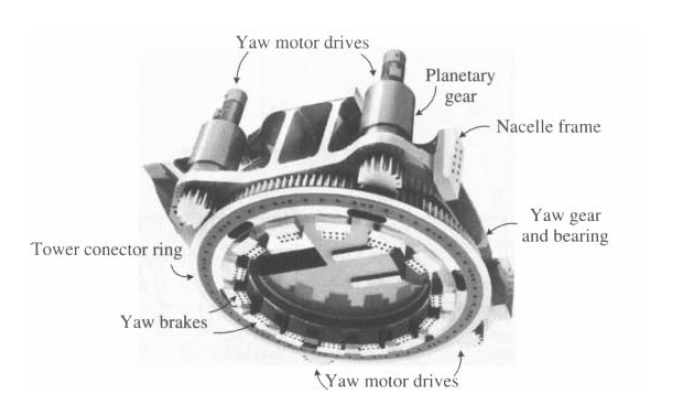 Yaw motor drives
Planetary
gear
Nacelle frame
Yaw gear
and bearing
Tower conector ring
Yaw brakes
Yaw motor drives